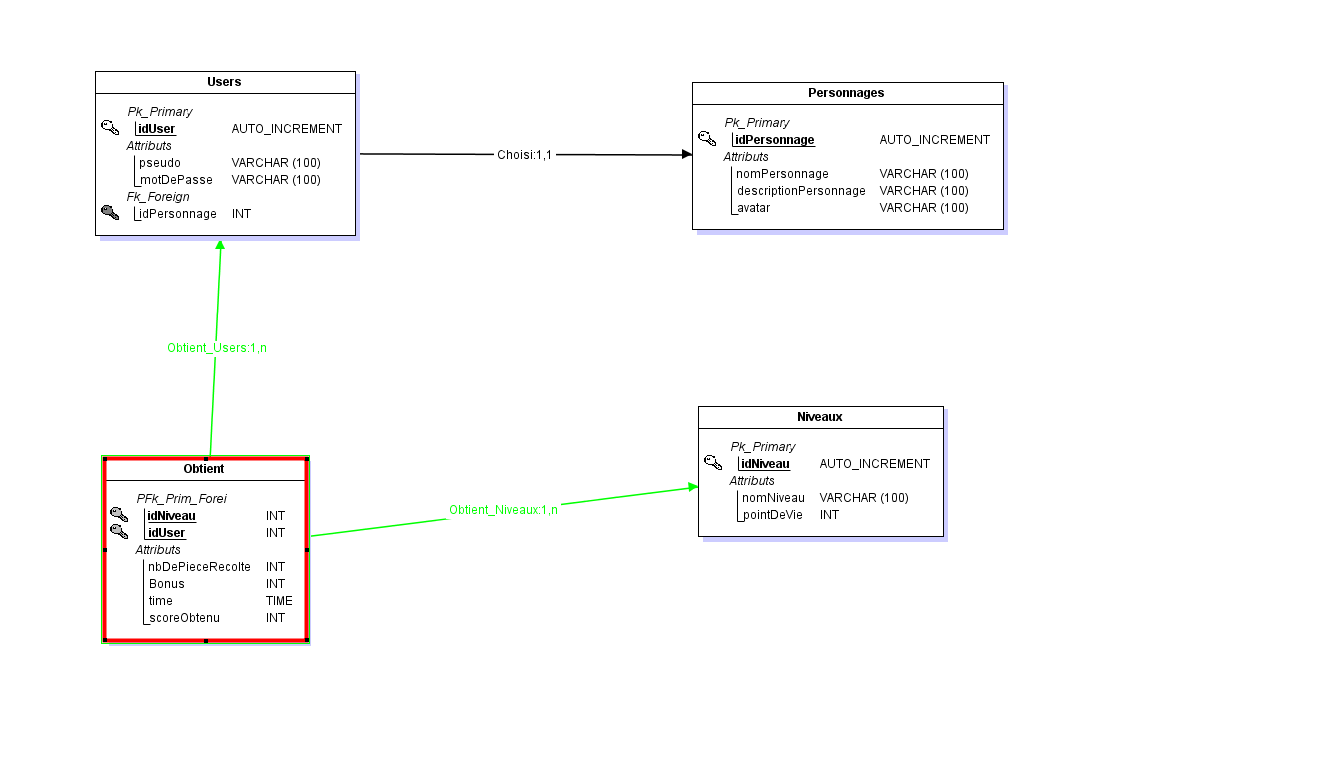 Users
Pk_Primary
idUser AUTO_INCREMENT
Attributs
pseudo VARCHAR (100)
motDePasse VARCHAR (100)
Fk_Foreign
idPersonnage INT
Choisi:1,1
Personnages
Pk_Primary
idPersonnage AUTO_INCREMENT
Attributs
nomPersonnage VARCHAR (100)
descriptionPersonnage VARCHAR (100)
avatar VARCHAR (100)
Obtient_Users:1,n
Obtient
PFk_Prim_Forei
idNiveau INT
idUser INT
Attributs
nbDePieceRecolte INT
Bonus INT
time TIME
scoreObtenu INT
Obtient_Niveaux:1,n
Niveaux
Pk_Primary
idNiveau AUTO_INCREMENT
Attributs
nomNiveau VARCHAR (100)
pointDeVie INT